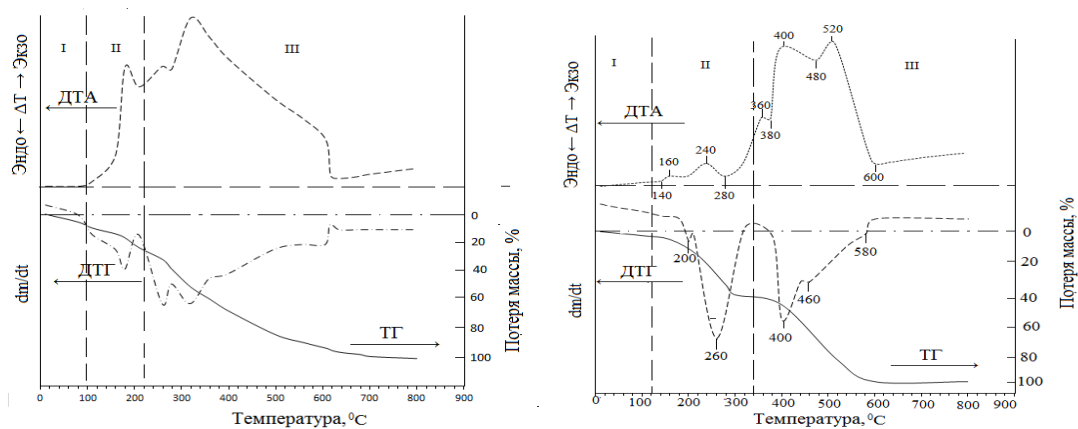 Эндо ← ΔT → Экзо
I
II
III
ДТА
dm/dt
ДТГ
ТГ
0
20
40
60
80
100
Потеря массы, %
0
100
200
300
400
500
600
700
800
900
Температура, ⁰C
Эндо ← ΔT → Экзо
I
II
III
ДТА
140
160
240
280
360
380
400
480
520
600
dm/dt
ДТГ
200
260
400
460
580
ТГ
0
20
40
60
80
100
Потеря массы, %
0
100
200
300
400
500
600
700
800
900
Температура, ⁰C